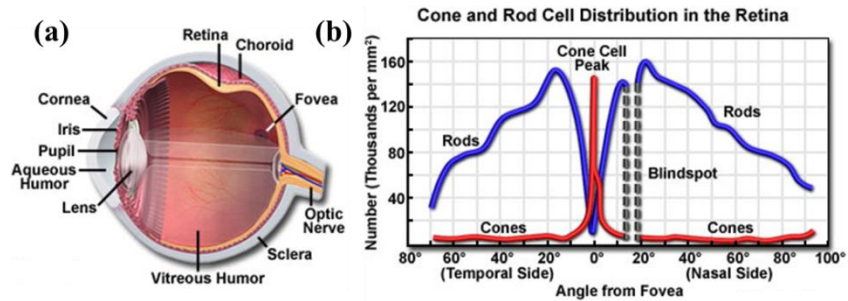 (a)
Retina
Choroid
Cornea
Fovea
Iris
Pupil
Aqueous
Humor
Lens
Optic
Nerve
Sclera
Vitreous Humor
(b)
Cone and Rod Cell Distribution in the Retina
Number (Thousands per mm²)
160
120
80
40
Cone Cell
Peak
Rods
Rods
Blindspot
Cones
Cones
80° 60° 40° 20° 0° 20° 40° 60° 80° 100°
(Temporal Side) (Nasal Side)
Angle from Fovea